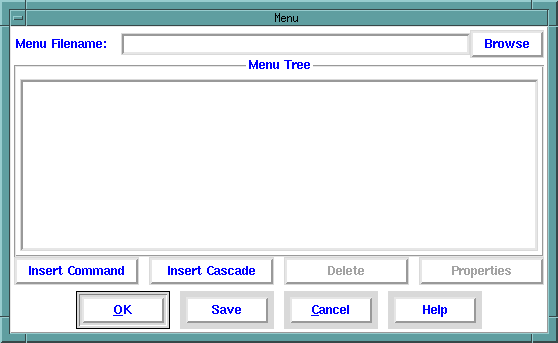 Menu
Menu Filename: Browse
Menu Tree
Insert Command Insert Cascade Delete Properties
OK Save Cancel Help